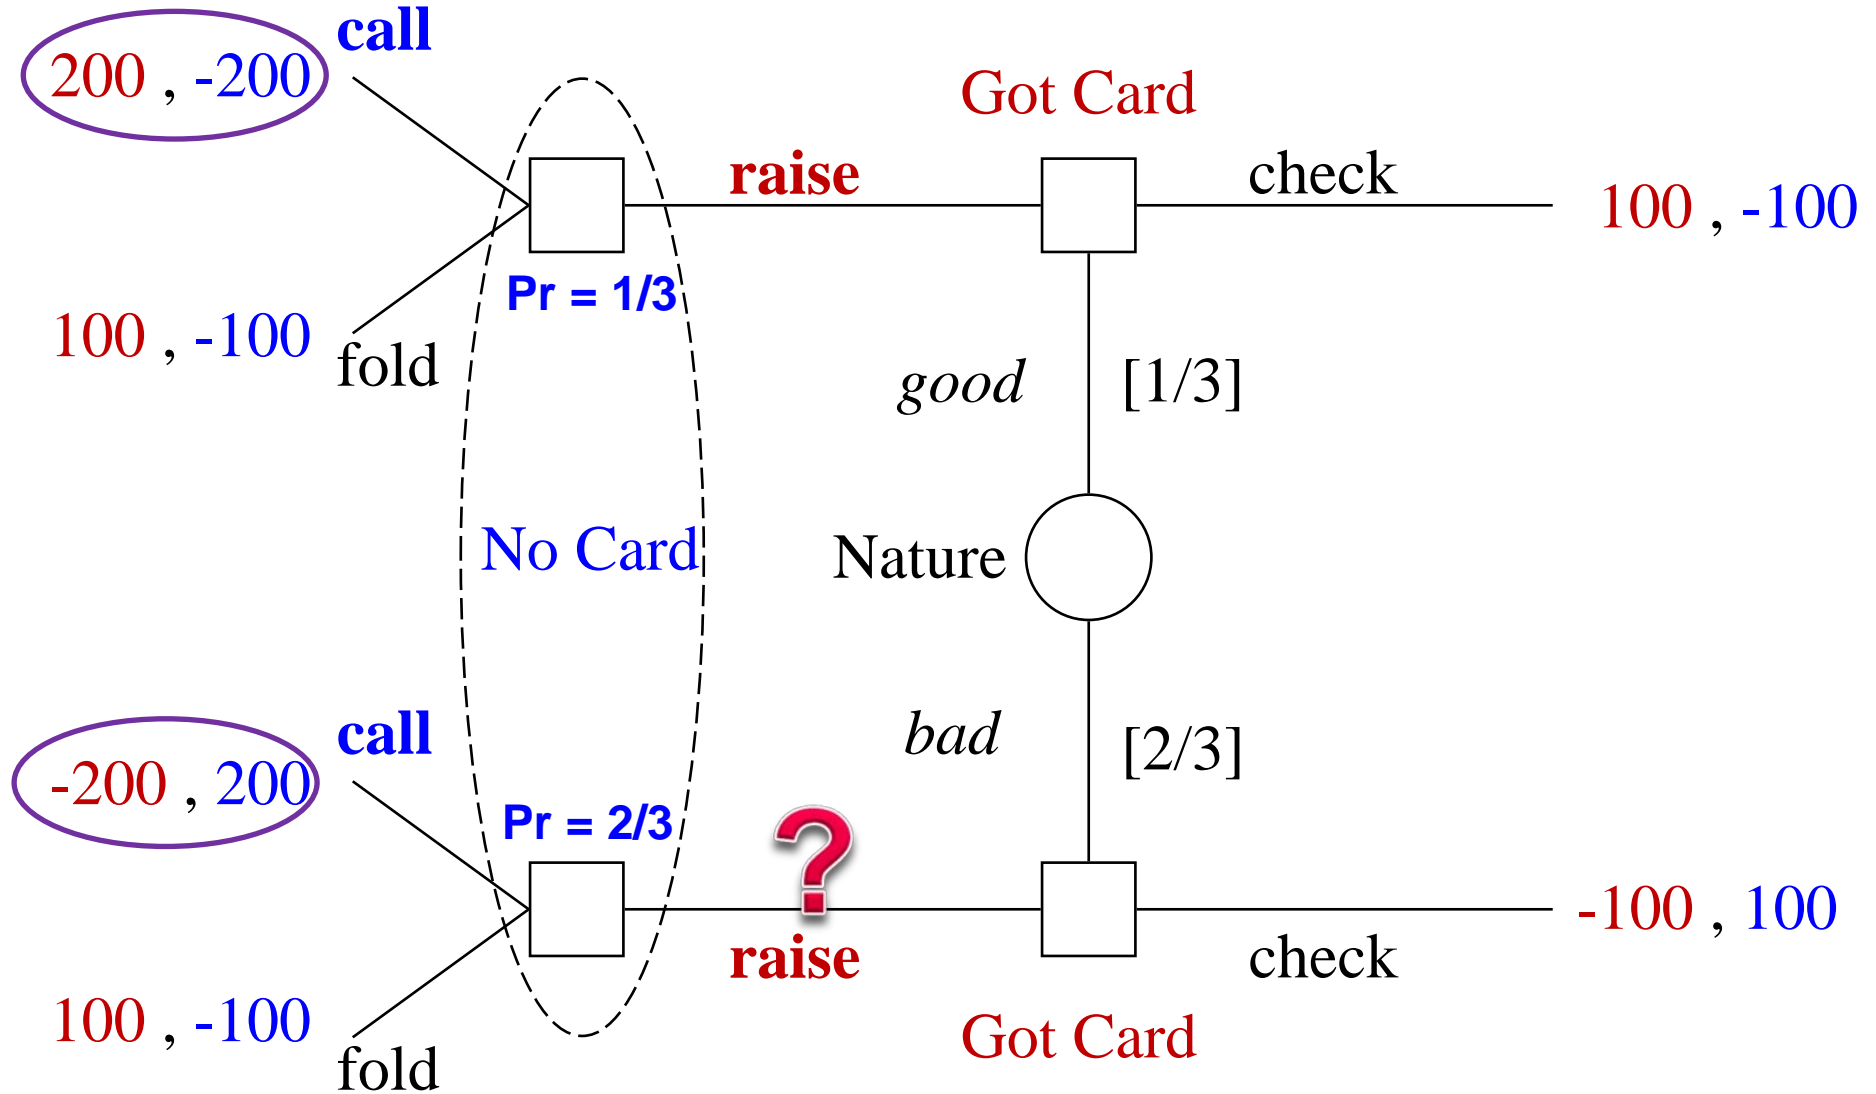 call
200 , -200
Got Card
raise
check
100 , -100
Pr = 1/3
100 , -100
fold
good
[1/3]
No Card
Nature
call
bad
[2/3]
-200 , 200
Pr = 2/3
?
raise
check
-100 , 100
100 , -100
fold
Got Card